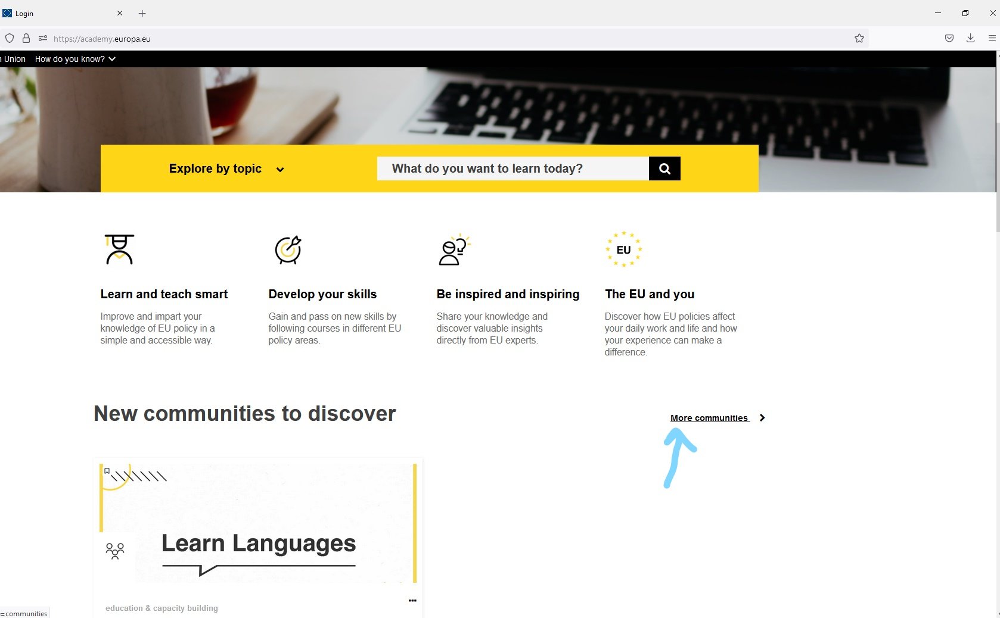 Login
https://academy.europa.eu
Union How do you know?
Explore by topic
What do you want to learn today?
EU
Learn and teach smart
Improve and impart your
knowledge of EU policy in a
simple and accessible way.
Develop your skills
Gain and pass on new skills by
following courses in different EU
policy areas.
Be inspired and inspiring
Share your knowledge and
discover valuable insights
directly from EU experts.
The EU and you
Discover how EU policies affect
your daily work and life and how
your experience can make a
difference.
New communities to discover
More communities
Learn Languages
education & capacity building
=communities